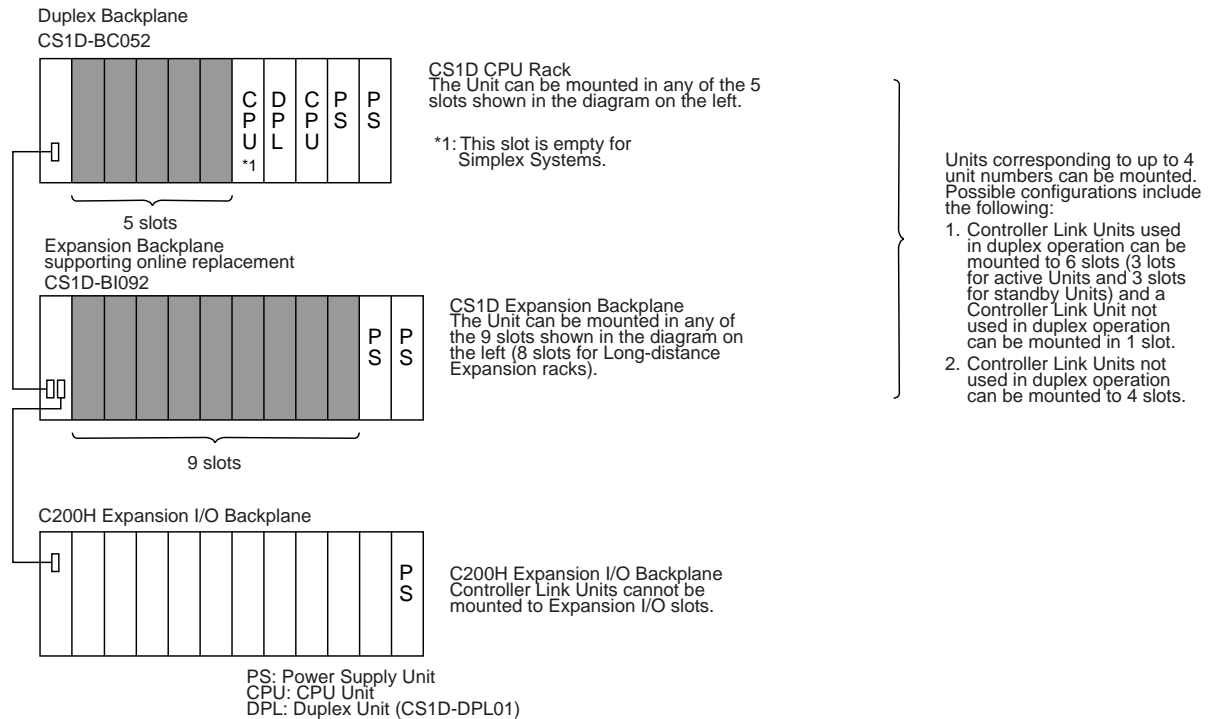 Duplex Backplane
CS1D-BC052
CPU
*1
DPL
CPU
PS
PS
5 slots
CS1D CPU Rack
The Unit can be mounted in any of the 5
slots shown in the diagram on the left.
*1: This slot is empty for
Simplex Systems.
Expansion Backplane
supporting online replacement
CS1D-BI092
PS
PS
9 slots
CS1D Expansion Backplane
The Unit can be mounted in any of
the 9 slots shown in the diagram on
the left (8 slots for Long-distance
Expansion racks).
C200H Expansion I/O Backplane
PS
C200H Expansion I/O Backplane
Controller Link Units cannot be
mounted to Expansion I/O slots.
PS: Power Supply Unit
CPU: CPU Unit
DPL: Duplex Unit (CS1D-DPL01)
Units corresponding to up to 4
unit numbers can be mounted.
Possible configurations include
the following:
1. Controller Link Units used
in duplex operation can be
mounted to 6 slots (3 lots
for active Units and 3 slots
for standby Units) and a
Controller Link Unit not
used in duplex operation
can be mounted in 1 slot.
2. Controller Link Units not
used in duplex operation
can be mounted to 4 slots.